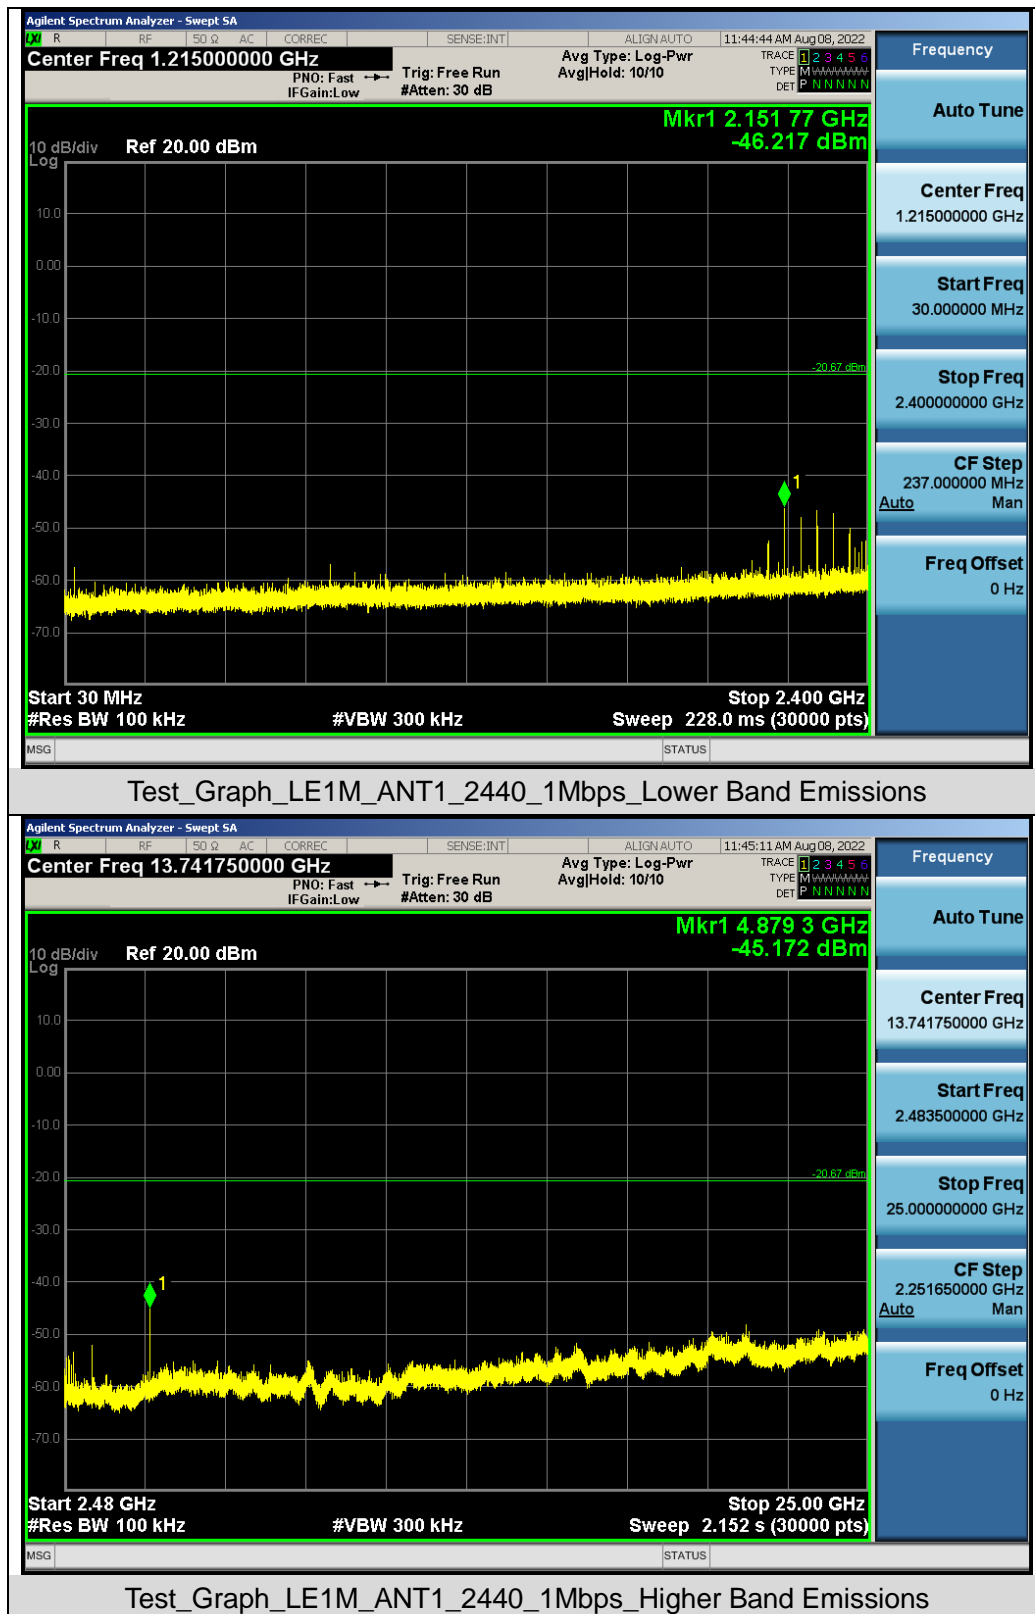 Agilent Spectrum Analyzer - Swept SA
LXI R RF 50 Ω AC CORREC SENSE:INT ALIGN AUTO 11:44:44 AM Aug 08, 2022
Center Freq 1.215000000 GHz
PNO: Fast
IFGain:Low
Trig: Free Run
#Atten: 30 dB
Avg Type: Log-Pwr
Avg|Hold: 10/10
TRACE 1 2 3 4 5 6
TYPE M W W W W W
DET P N N N N N
Mkr1 2.151 77 GHz
-46.217 dBm
10 dB/div Ref 20.00 dBm
Log
10.0
0.00
-10.0
-20.0
-20.67 dBm
-30.0
-40.0
1
-50.0
-60.0
-70.0
Start 30 MHz Stop 2.400 GHz
#Res BW 100 kHz #VBW 300 kHz Sweep 228.0 ms (30000 pts)
MSG STATUS
Frequency
Auto Tune
Center Freq
1.215000000 GHz
Start Freq
30.000000 MHz
Stop Freq
2.400000000 GHz
CF Step
237.000000 MHz
Auto Man
Freq Offset
0 Hz
Test_Graph_LE1M_ANT1_2440_1Mbps_Lower Band Emissions
Agilent Spectrum Analyzer - Swept SA
LXI R RF 50 Ω AC CORREC SENSE:INT ALIGN AUTO 11:45:11 AM Aug 08, 2022
Center Freq 13.741750000 GHz
PNO: Fast
IFGain:Low
Trig: Free Run
#Atten: 30 dB
Avg Type: Log-Pwr
Avg|Hold: 10/10
TRACE 1 2 3 4 5 6
TYPE M W W W W W
DET P N N N N N
Mkr1 4.879 3 GHz
-45.172 dBm
10 dB/div Ref 20.00 dBm
Log
10.0
0.00
-10.0
-20.0
-20.67 dBm
-30.0
-40.0
1
-50.0
-60.0
-70.0
Start 2.48 GHz Stop 25.00 GHz
#Res BW 100 kHz #VBW 300 kHz Sweep 2.152 s (30000 pts)
MSG STATUS
Frequency
Auto Tune
Center Freq
13.741750000 GHz
Start Freq
2.483500000 GHz
Stop Freq
25.000000000 GHz
CF Step
2.251650000 GHz
Auto Man
Freq Offset
0 Hz
Test_Graph_LE1M_ANT1_2440_1Mbps_Higher Band Emissions